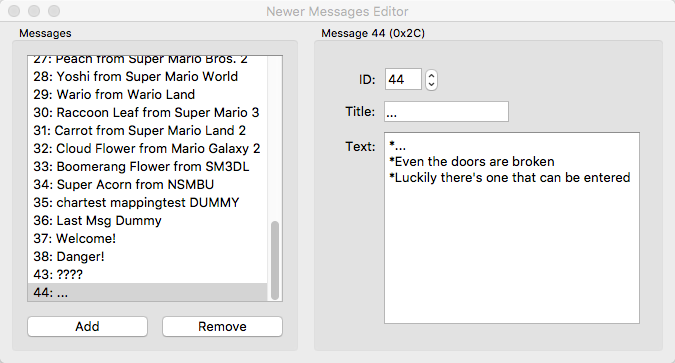 Newer Messages Editor
Messages
27: Peach from Super Mario Bros. 2
28: Yoshi from Super Mario World
29: Wario from Wario Land
30: Raccoon Leaf from Super Mario 3
31: Carrot from Super Mario Land 2
32: Cloud Flower from Mario Galaxy 2
33: Boomerang Flower from SM3DL
34: Super Acorn from NSMBU
35: chartest mappingtest DUMMY
36: Last Msg Dummy
37: Welcome!
38: Danger!
43: ????
44: ...
Add
Remove
Message 44 (0x2C)
ID: 44
Title: ...
Text: *...
*Even the doors are broken
*Luckily there's one that can be entered